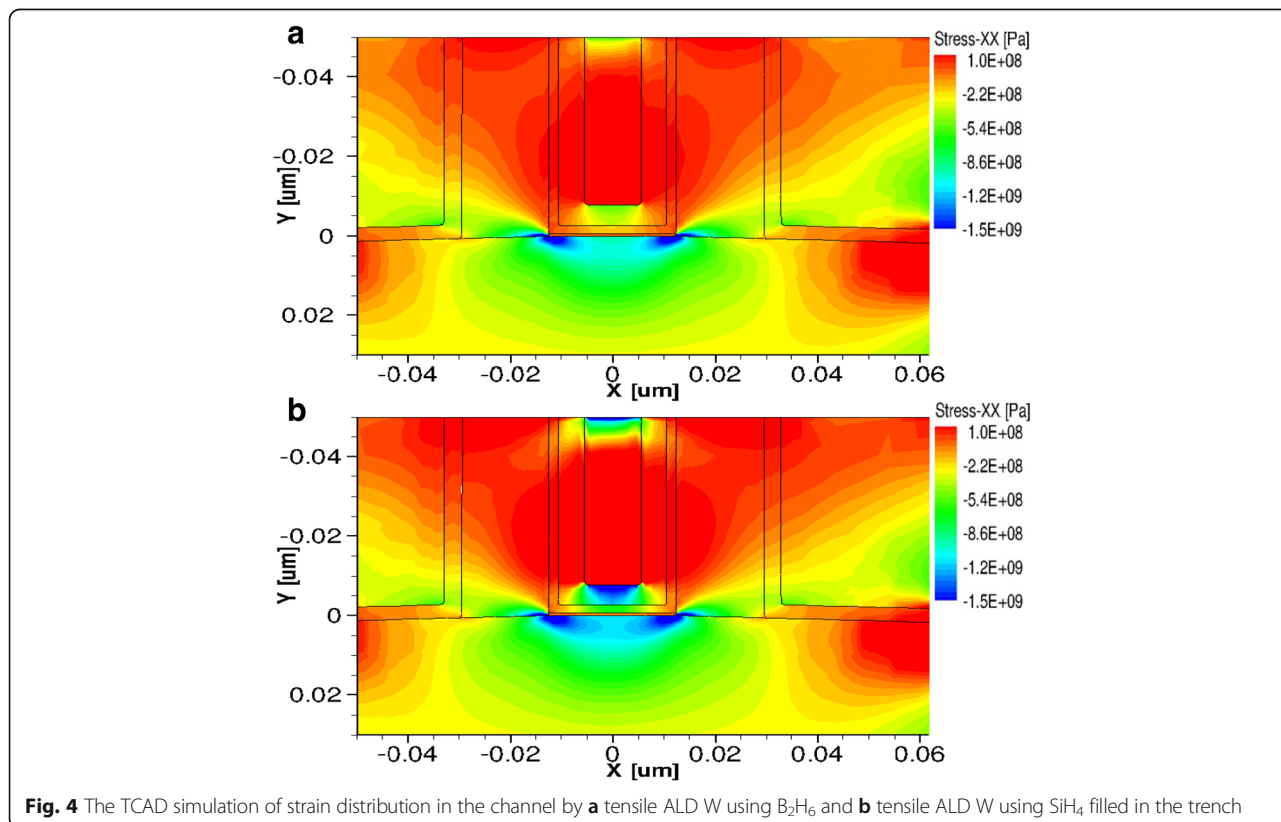 a
Stress-XX [Pa]
1.0E+08
-2.2E+08
-5.4E+08
-8.6E+08
-1.2E+09
-1.5E+09
Y [um]
-0.04
-0.02
0
0.02
-0.04 -0.02 0 0.02 0.04 0.06
X [um]
b
Stress-XX [Pa]
1.0E+08
-2.2E+08
-5.4E+08
-8.6E+08
-1.2E+09
-1.5E+09
Y [um]
-0.04
-0.02
0
0.02
-0.04 -0.02 0 0.02 0.04 0.06
X [um]
Fig. 4 The TCAD simulation of strain distribution in the channel by a tensile ALD W using B₂H₆ and b tensile ALD W using SiH₄ filled in the trench